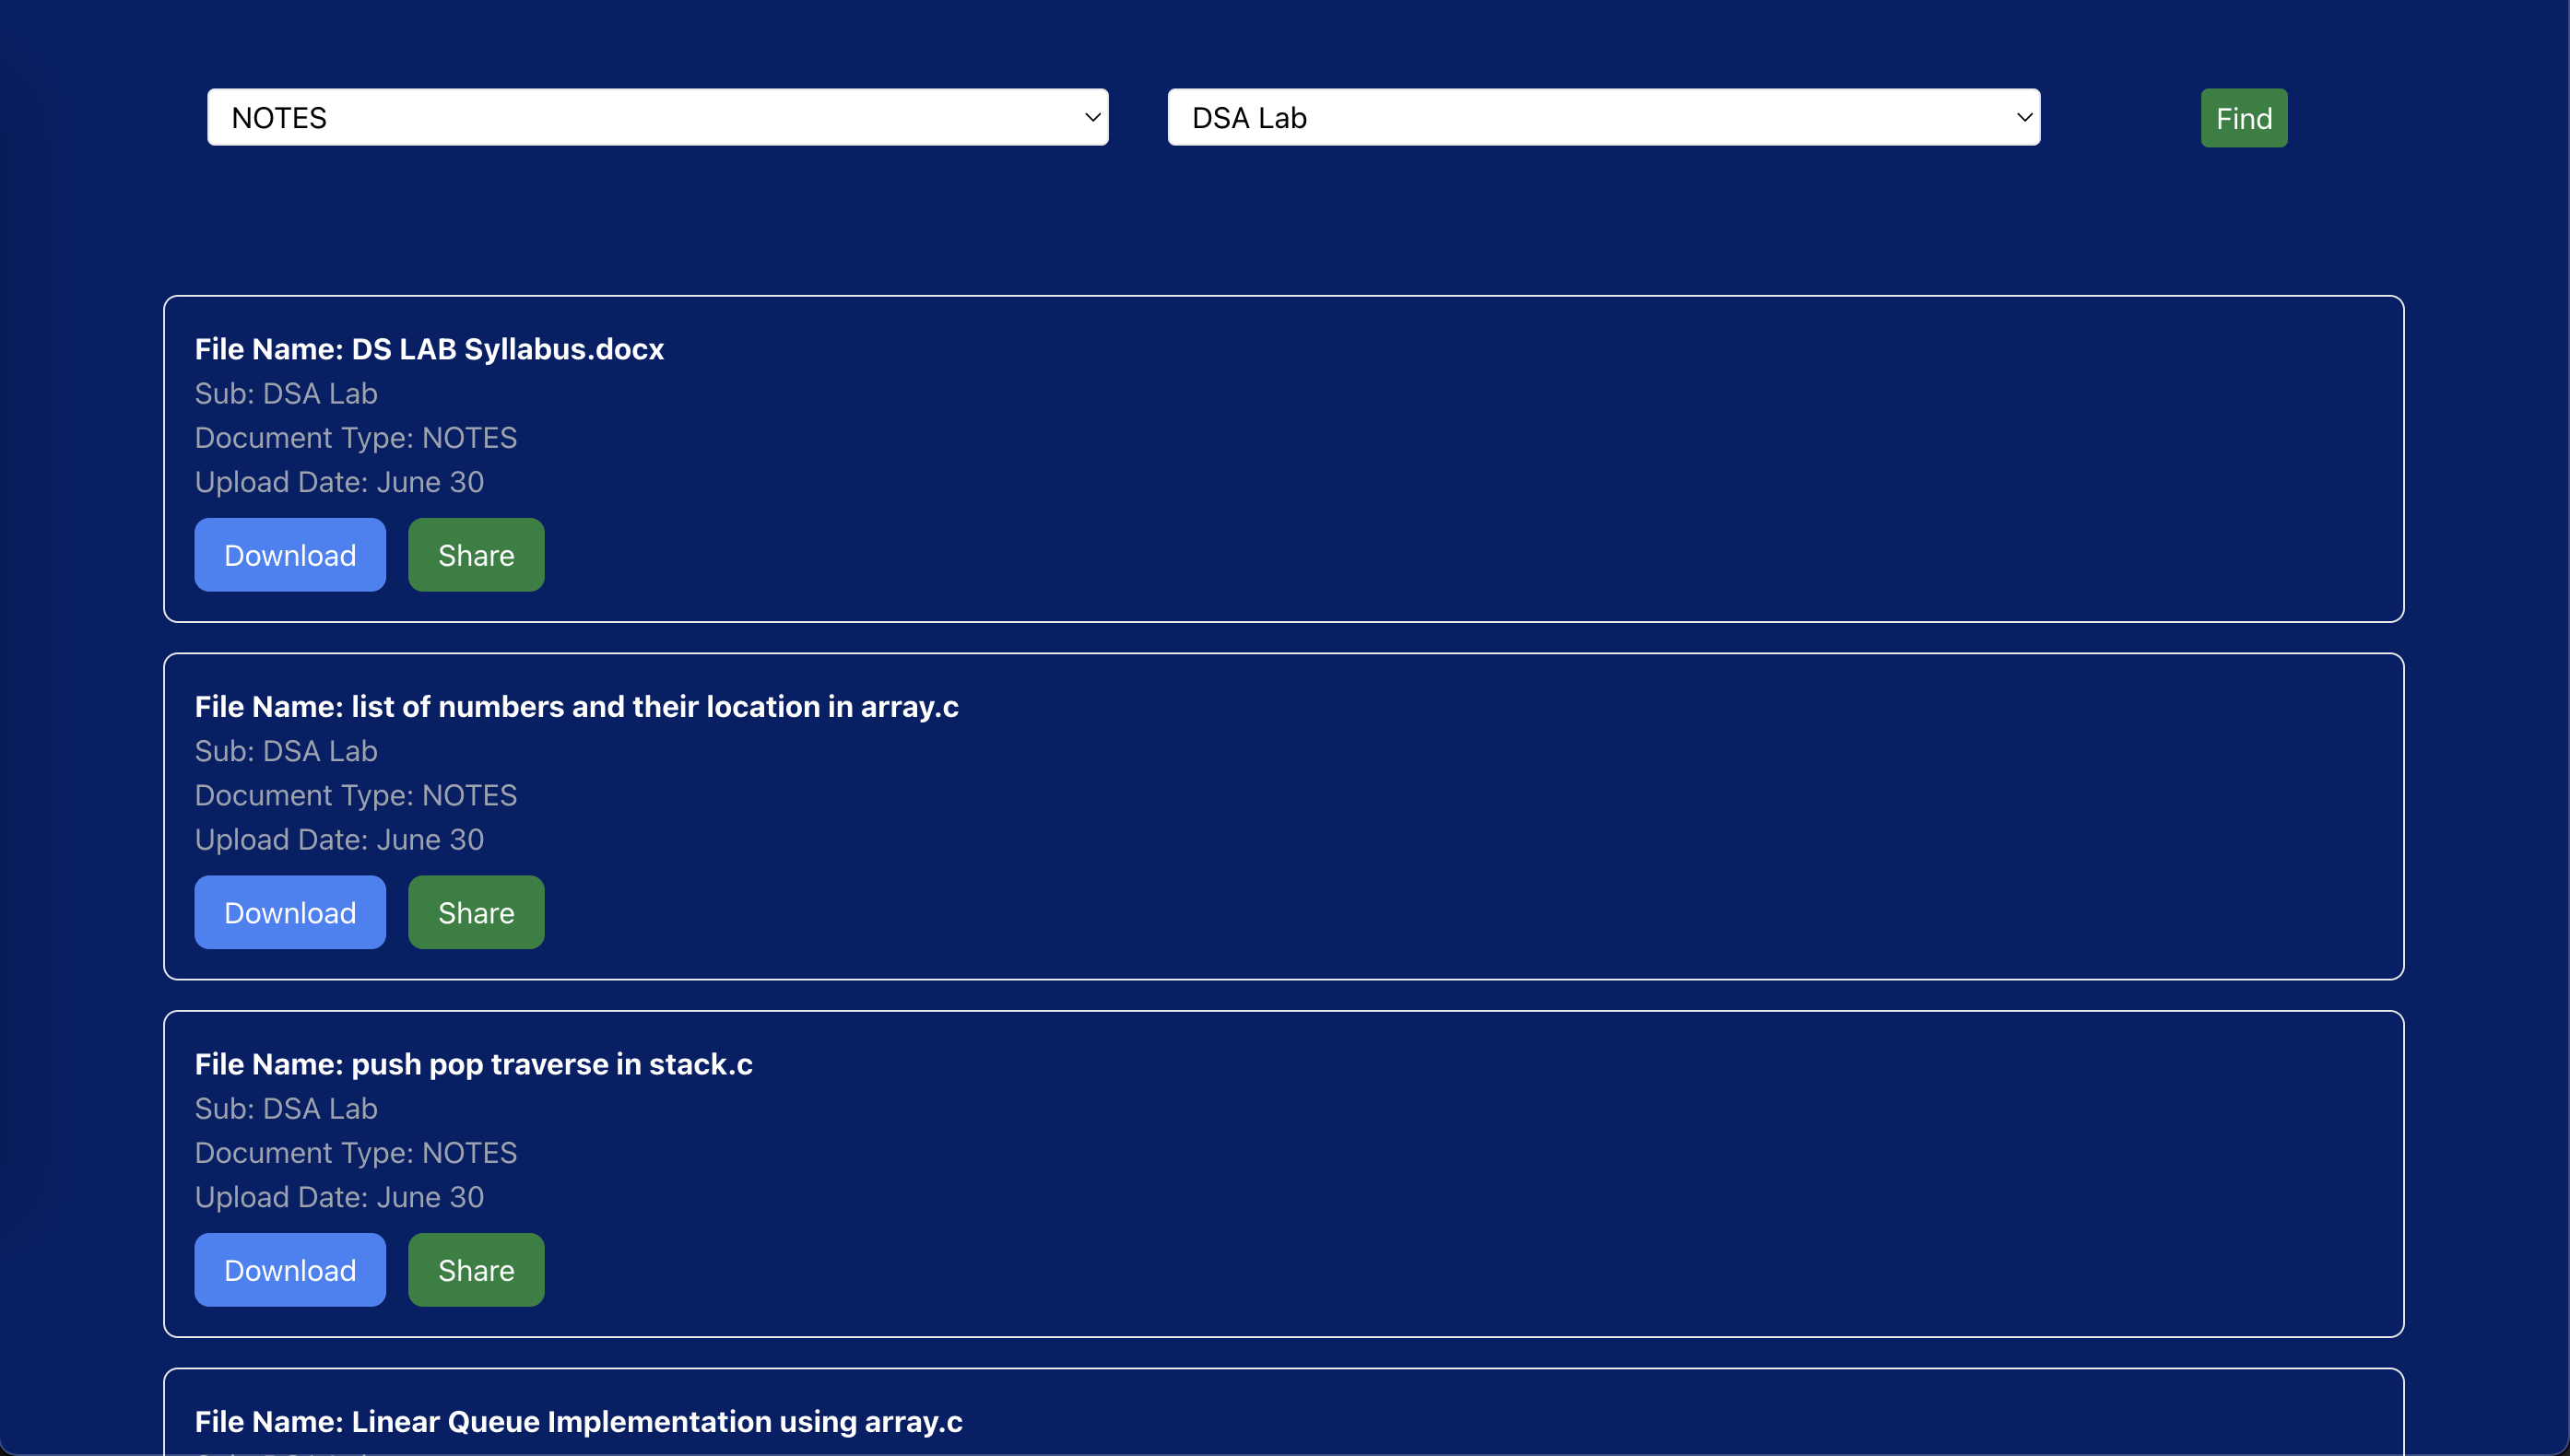 NOTES
DSA Lab
Find
File Name: DS LAB Syllabus.docx
Sub: DSA Lab
Document Type: NOTES
Upload Date: June 30
Download
Share
File Name: list of numbers and their location in array.c
Sub: DSA Lab
Document Type: NOTES
Upload Date: June 30
Download
Share
File Name: push pop traverse in stack.c
Sub: DSA Lab
Document Type: NOTES
Upload Date: June 30
Download
Share
File Name: Linear Queue Implementation using array.c